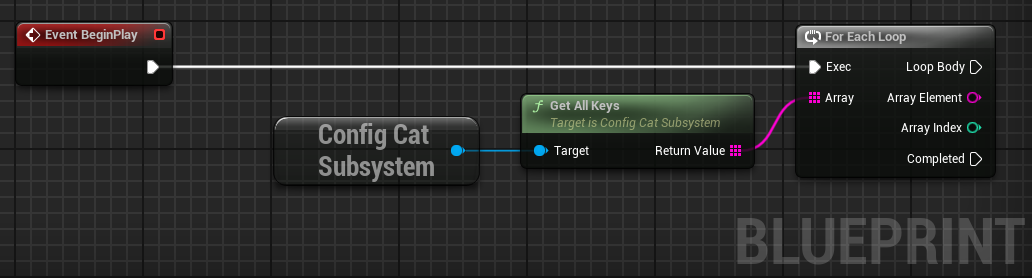 Event BeginPlay
For Each Loop
Exec
Loop Body
Array
Array Element
Array Index
Completed
Get All Keys
Target is Config Cat Subsystem
Target
Return Value
Config Cat
Subsystem
BLUEPRINT